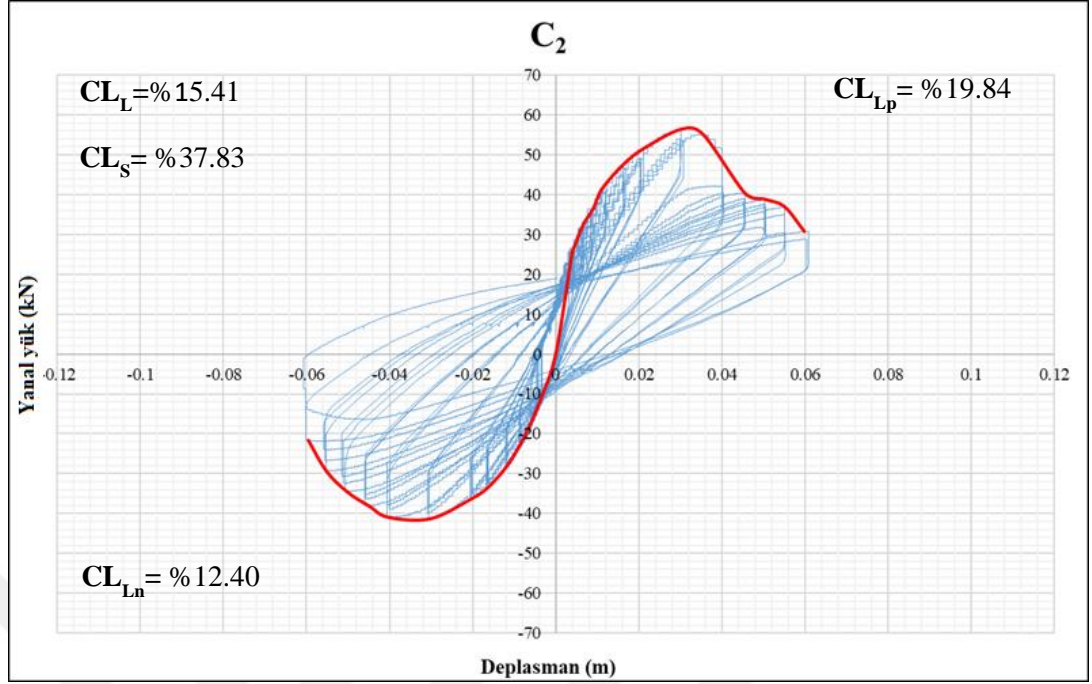 C2
CLL=%15.41
CLS= %37.83
CLLp= %19.84
CLLn= %12.40
70
60
50
40
30
20
10
0
-10
-20
-30
-40
-50
-60
-70
-0.12 -0.1 -0.08 -0.06 -0.04 -0.02 0 0.02 0.04 0.06 0.08 0.1 0.12
Yanal yük (kN)
Deplasman (m)